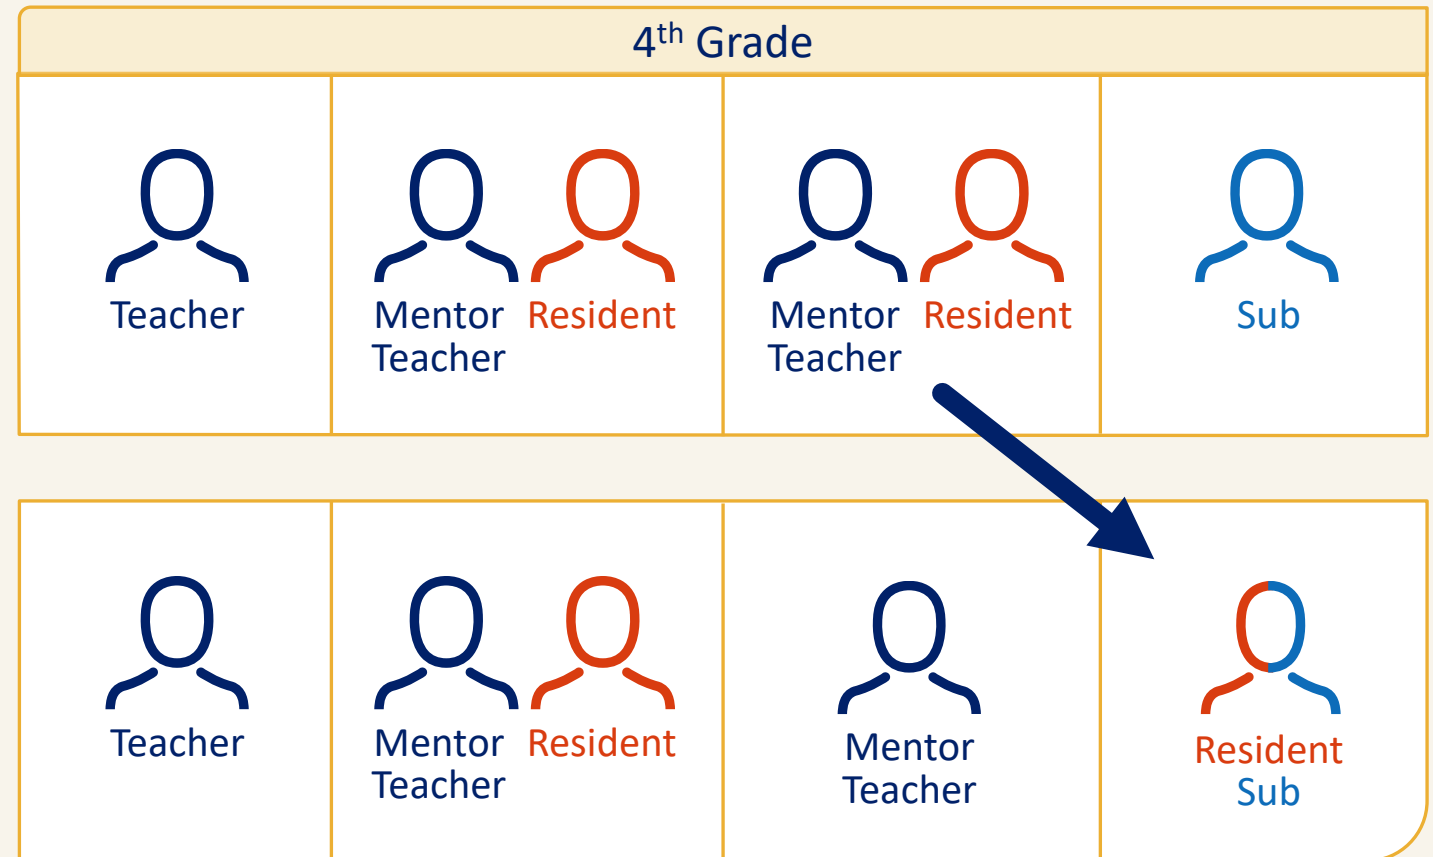 4th Grade
Teacher
Mentor
Teacher
Resident
Mentor
Teacher
Resident
Sub
Teacher
Mentor
Teacher
Resident
Mentor
Teacher
Resident
Sub